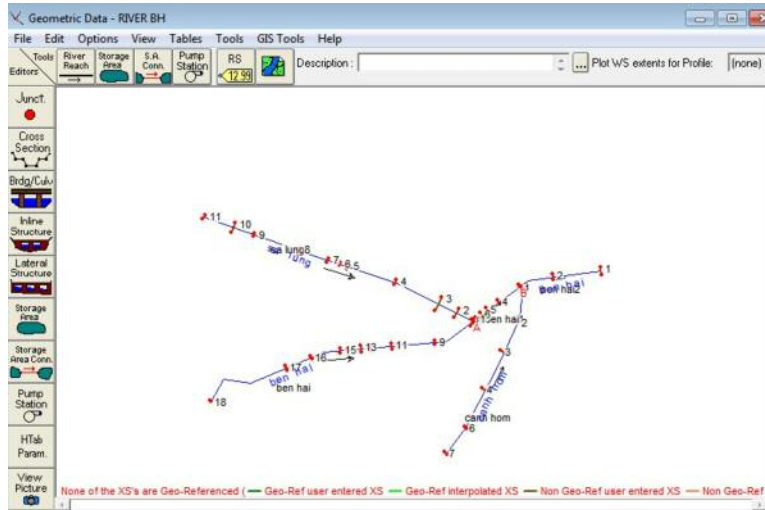 Geometric Data - RIVER BH
File Edit Options View Tables Tools GIS Tools Help
Tools
Editors
River Reach
Storage Area
S.A. Conn.
Pump Station
RS
12.99
Description :
...
Plot WS extents for Profile:
(none)
Junct.
Cross Section
Brdg/Culv
Inline Structure
Lateral Structure
Storage Area
Storage Area Conn.
Pump Station
HTab Param.
View Picture
11
10
9
sa lung
8
7
6
5
4
3
2
A
ben hai
18
17
16
15
13
11
9
ben hai
ben hai
4
5
B
2
1
ben hai
2
3
4
canh hom
6
7
None of the XS's are Geo-Referenced ( Geo-Ref user entered XS Geo-Ref interpolated XS Non Geo-Ref user entered XS Non Geo-Ref